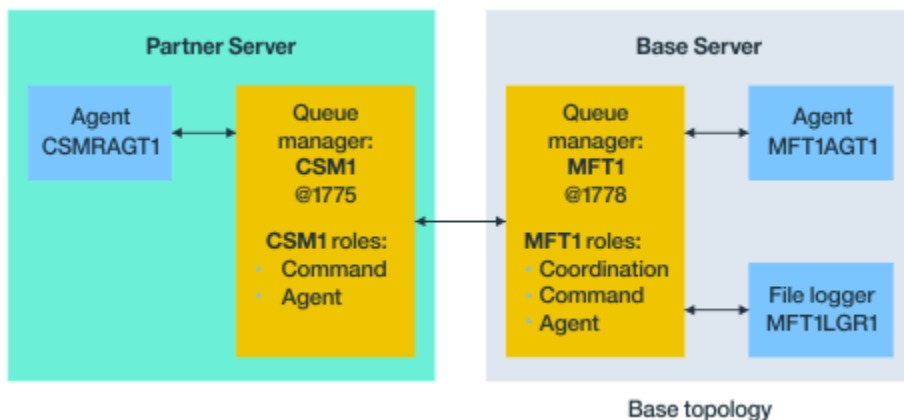 Partner Server
Agent
CSMRAGT1
Queue
manager:
CSM1
@1775
CSM1 roles:
• Command
• Agent
Base Server
Queue
manager:
MFT1
@1778
MFT1 roles:
• Coordination
• Command
• Agent
Agent
MFT1AGT1
File logger
MFT1LGR1
Base topology